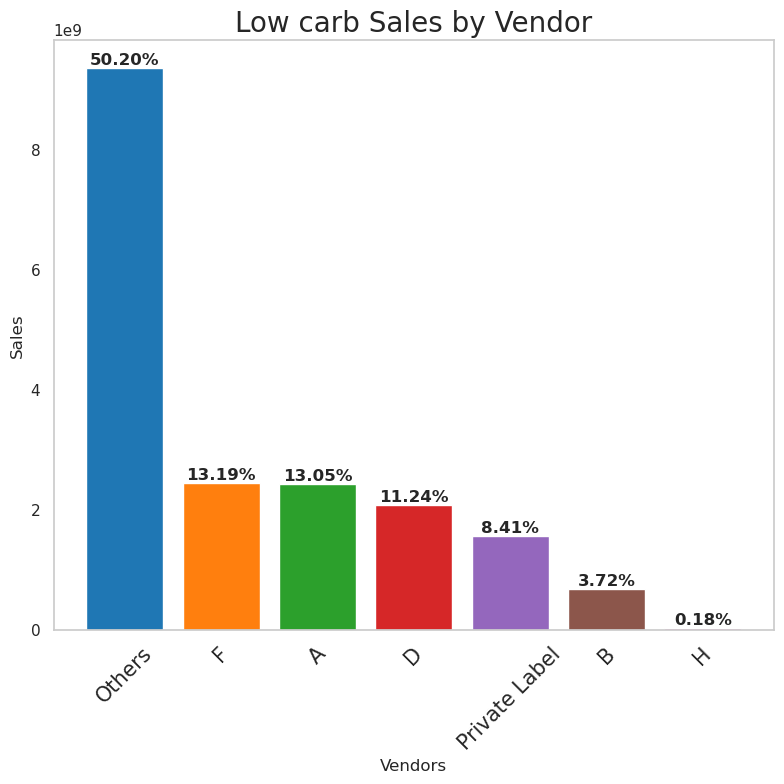 Low carb Sales by Vendor
1e9
50.20%
8
6
Sales
4
13.19%
13.05%
11.24%
2
8.41%
3.72%
0.18%
0
Others
F
A
D
Private Label
B
H
Vendors